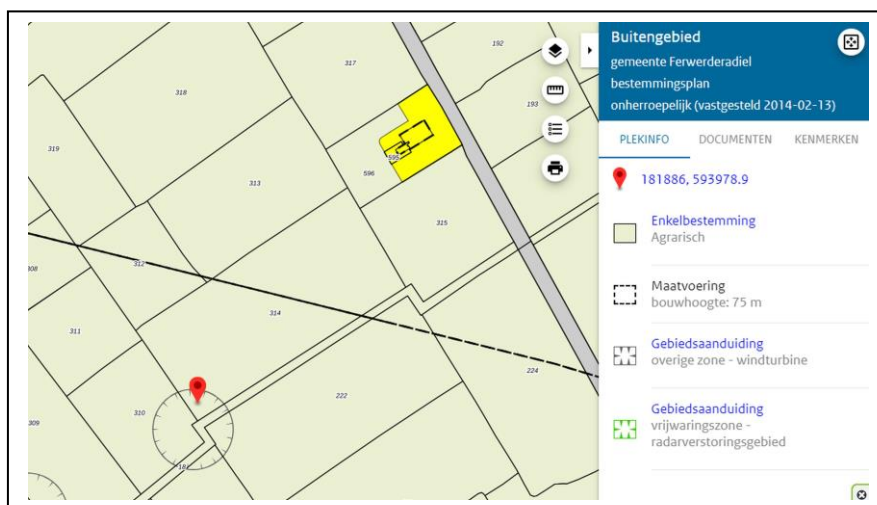 Buitengebied
gemeente Ferwerderadiel
bestemmingsplan
onherroepelijk (vastgesteld 2014-02-13)
PLEKINFO DOCUMENTEN KENMERKEN
181886, 593978.9
Enkelbestemming
Agrarisch
Maatvoering
bouwhoogte: 75 m
Gebiedsaanduiding
overige zone - windturbine
Gebiedsaanduiding
vrijwaringszone -
radarverstoringsgebied
192
317
318
193
319
595
596
313
315
312
308
314
311
224
222
310
309
18